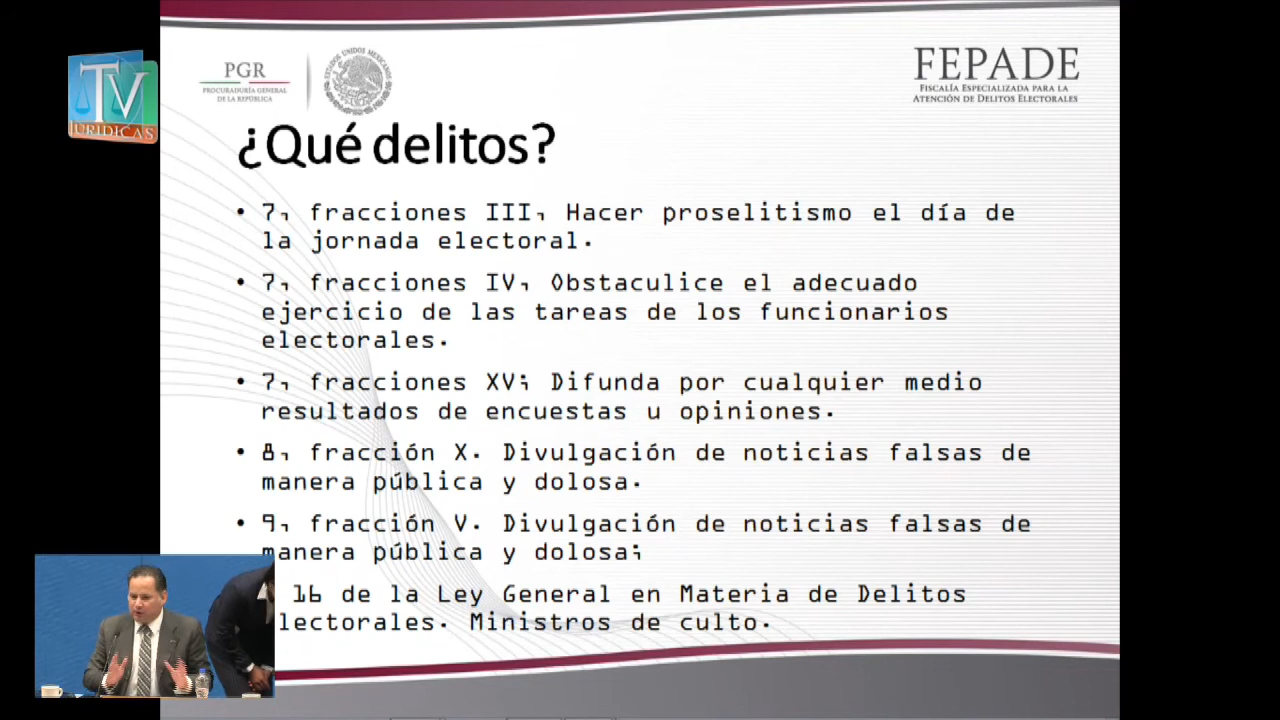 TV
JURIDICAS
PGR
PROCURADURÍA GENERAL
DE LA REPÚBLICA
ESTADOS UNIDOS MEXICANOS
FEPADE
FISCALÍA ESPECIALIZADA PARA LA
ATENCIÓN DE DELITOS ELECTORALES
¿Qué delitos?
• 7, fracciones III, Hacer proselitismo el día de
la jornada electoral.
• 7, fracciones IV, Obstaculice el adecuado
ejercicio de las tareas de los funcionarios
electorales.
• 7, fracciones XV; Difunda por cualquier medio
resultados de encuestas u opiniones.
• 8, fracción X. Divulgación de noticias falsas de
manera pública y dolosa.
• 9, fracción V. Divulgación de noticias falsas de
manera pública y dolosa;
16 de la Ley General en Materia de Delitos
lectorales. Ministros de culto.